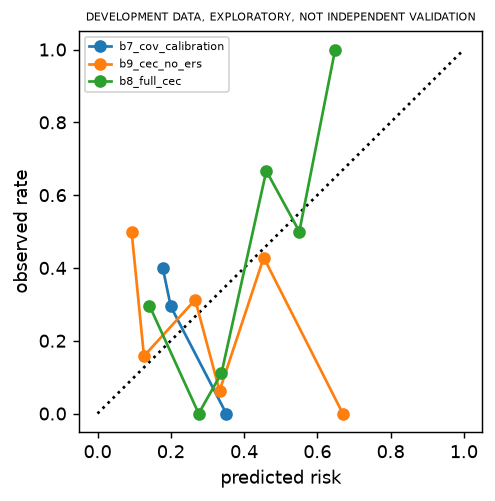 DEVELOPMENT DATA, EXPLORATORY, NOT INDEPENDENT VALIDATION
b7_cov_calibration
b9_cec_no_ers
b8_full_cec
1.0
0.8
0.6
0.4
0.2
0.0
observed rate
0.0 0.2 0.4 0.6 0.8 1.0
predicted risk